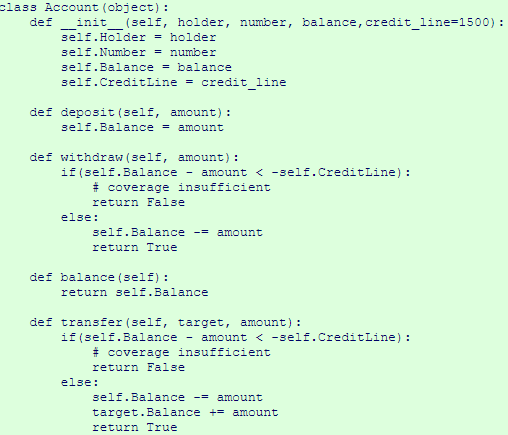 class Account(object):
    def __init__(self, holder, number, balance,credit_line=1500):
        self.Holder = holder
        self.Number = number
        self.Balance = balance
        self.CreditLine = credit_line

    def deposit(self, amount):
        self.Balance = amount

    def withdraw(self, amount):
        if(self.Balance - amount < -self.CreditLine):
            # coverage insufficient
            return False
        else:
            self.Balance -= amount
            return True

    def balance(self):
        return self.Balance

    def transfer(self, target, amount):
        if(self.Balance - amount < -self.CreditLine):
            # coverage insufficient
            return False
        else:
            self.Balance -= amount
            target.Balance += amount
            return True